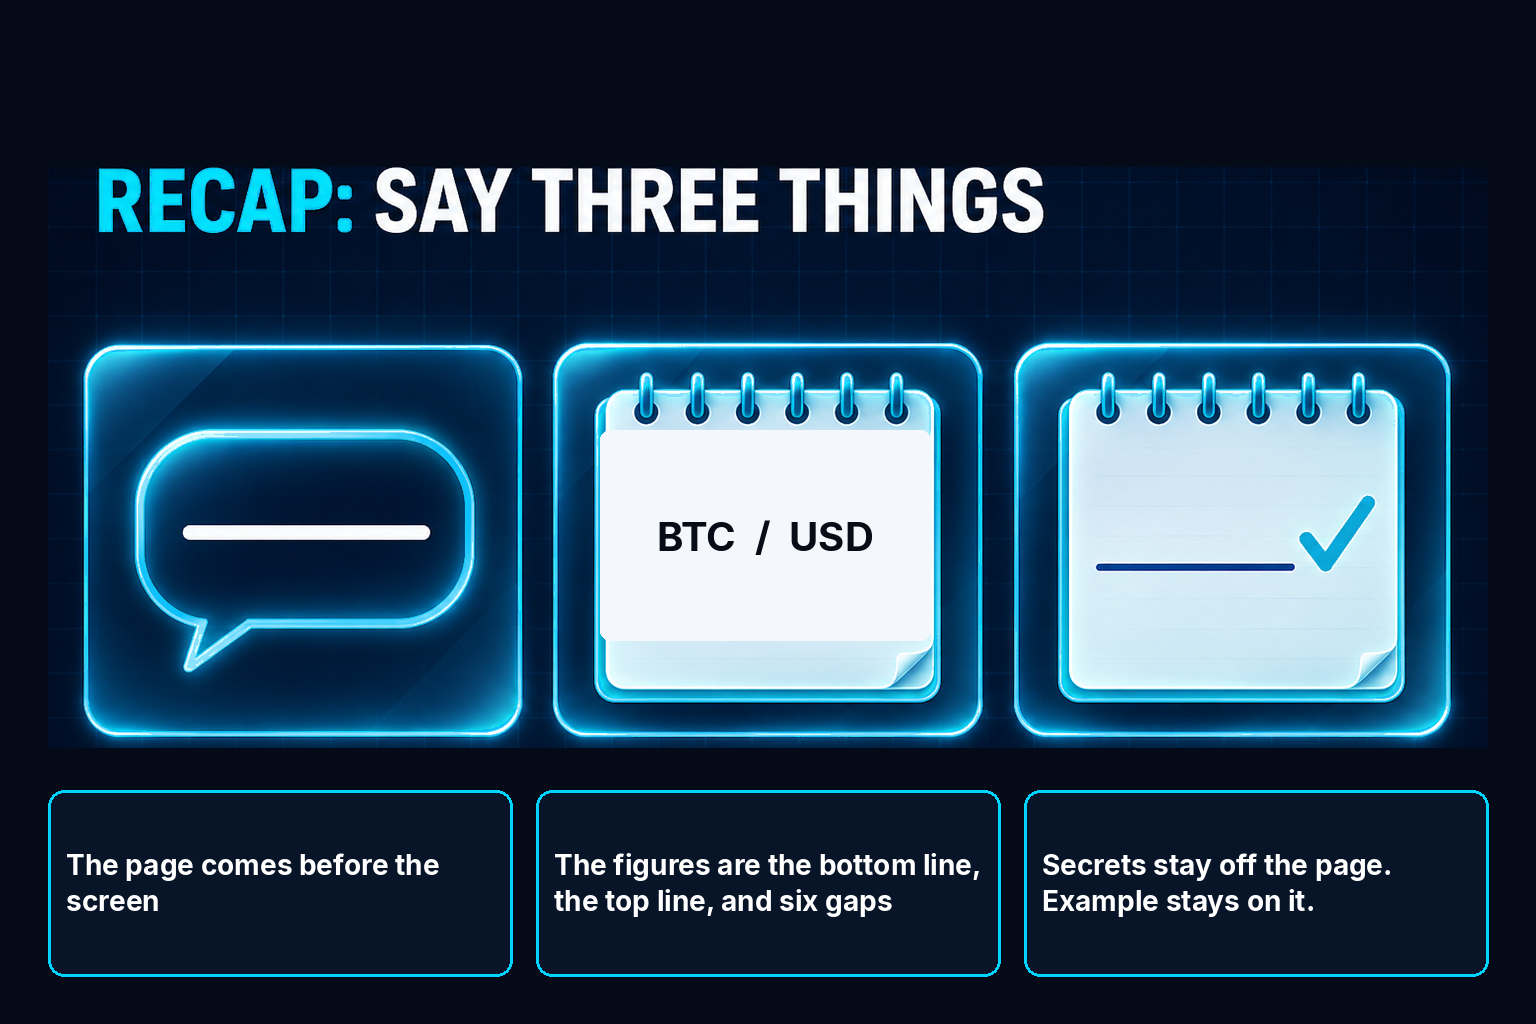 RECAP: SAY THREE THINGS
BTC / USD
The page comes before the
screen
The figures are the bottom line,
the top line, and six gaps
Secrets stay off the page.
Example stays on it.